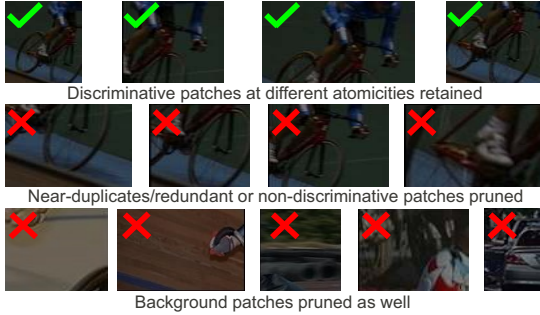 Discriminative patches at different atomicities retained
Near-duplicates/redundant or non-discriminative patches pruned
Background patches pruned as well